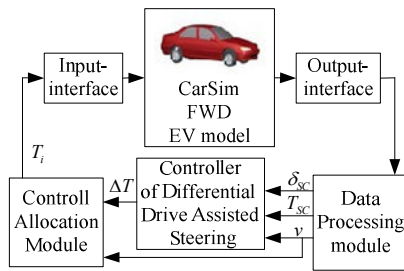 Input-
interface
CarSim
FWD
EV model
Output-
interface
T_i
Controll
Allocation
Module
ΔT
Controller
of Differential
Drive Assisted
Steering
δ_SC
T_SC
v
Data
Processing
module